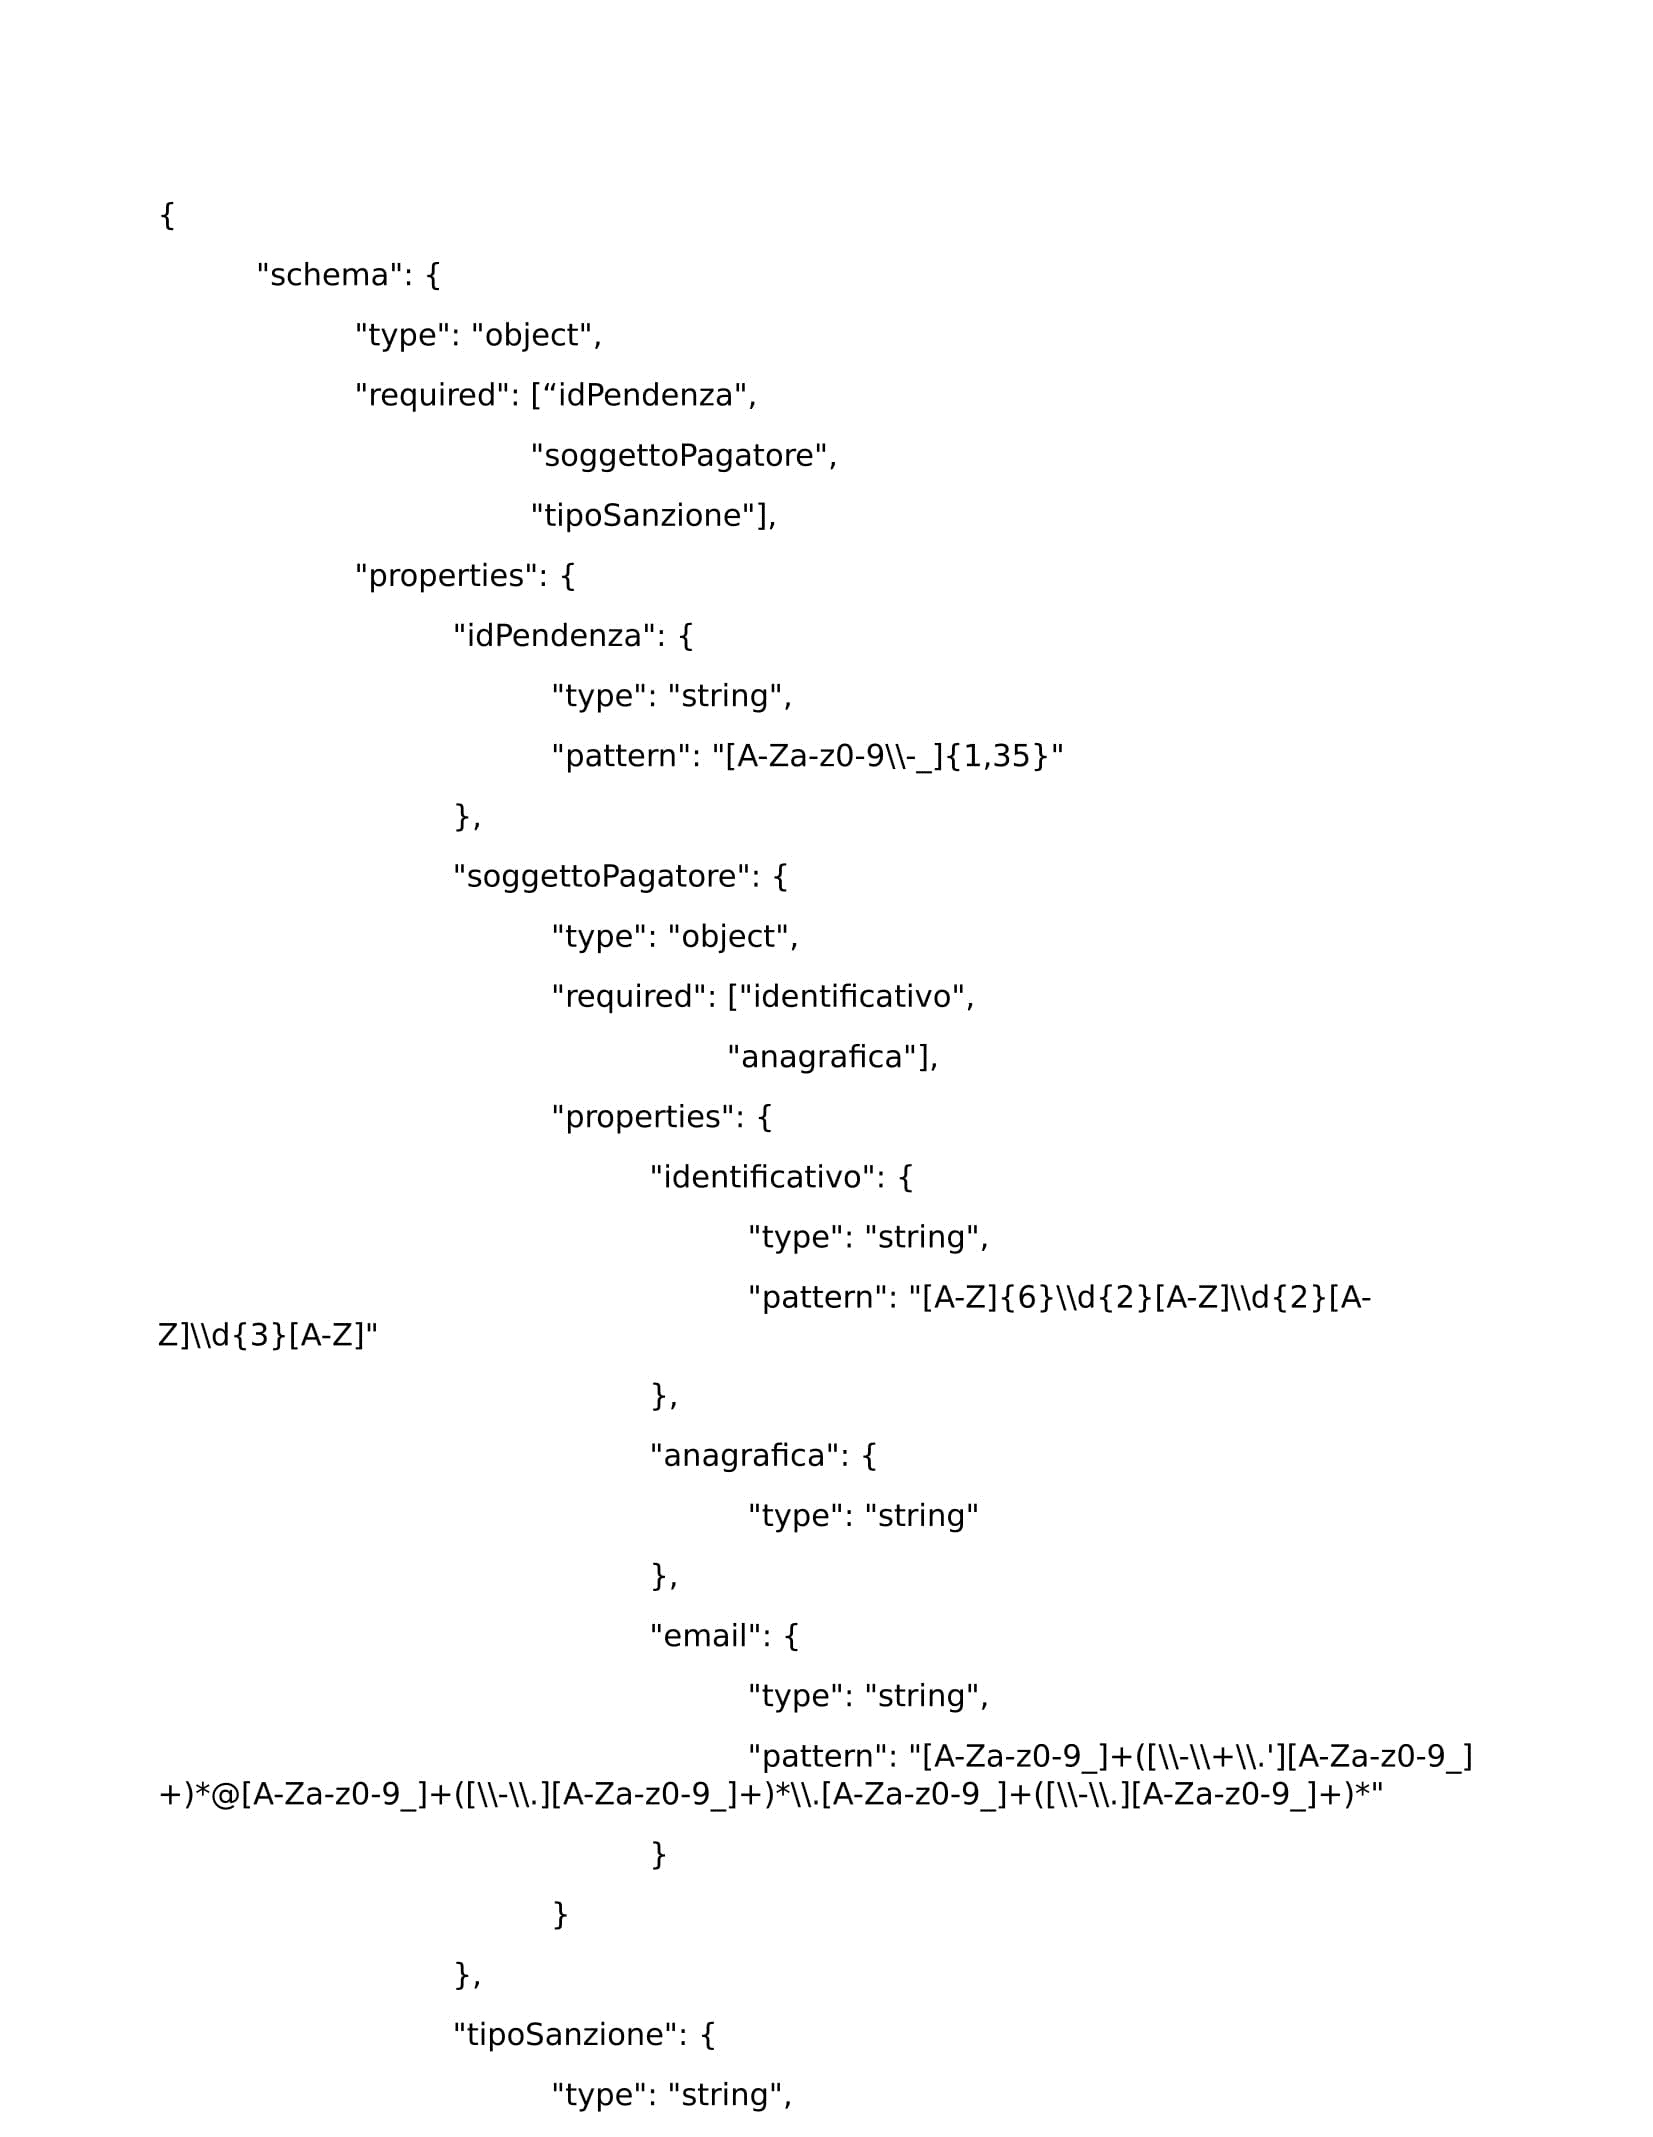 {
"schema": {
"type": "object",
"required": [“idPendenza",
"soggettoPagatore",
"tipoSanzione"],
"properties": {
"idPendenza": {
"type": "string",
"pattern": "[A-Za-z0-9\\-_]{1,35}"
},
"soggettoPagatore": {
"type": "object",
"required": ["identificativo",
"anagrafica"],
"properties": {
"identificativo": {
"type": "string",
"pattern": "[A-Z]{6}\\d{2}[A-Z]\\d{2}[A-
Z]\\d{3}[A-Z]"
},
"anagrafica": {
"type": "string"
},
"email": {
"type": "string",
"pattern": "[A-Za-z0-9_]+([\\-\\+\\.'][A-Za-z0-9_]
+)*@[A-Za-z0-9_]+([\\-\\.][A-Za-z0-9_]+)*\\.[A-Za-z0-9_]+([\\-\\.][A-Za-z0-9_]+)*"
}
}
},
"tipoSanzione": {
"type": "string",